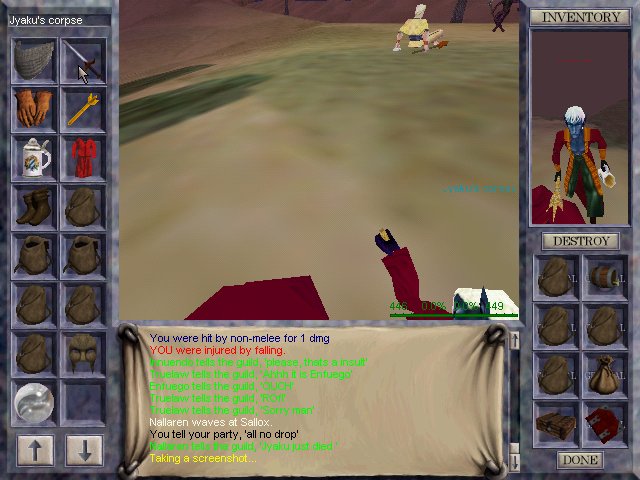 Jyaku's corpse
INVENTORY
DESTROY
DONE
You were hit by non-melee for 1 dmg
YOU were injured by falling.
tells the guild, 'please, thats a insult'
Truelaw tells the guild, 'Ahhh it is Enfuego'
Enfuego tells the guild, 'OUCH'
Truelaw tells the guild, 'ROfl'
Truelaw tells the guild, 'Sorry man'
Nallaren waves at Sallox.
You tell your party, 'all no drop'
Nallaren tells the guild, 'Jyaku just died '
Taking a screenshot...